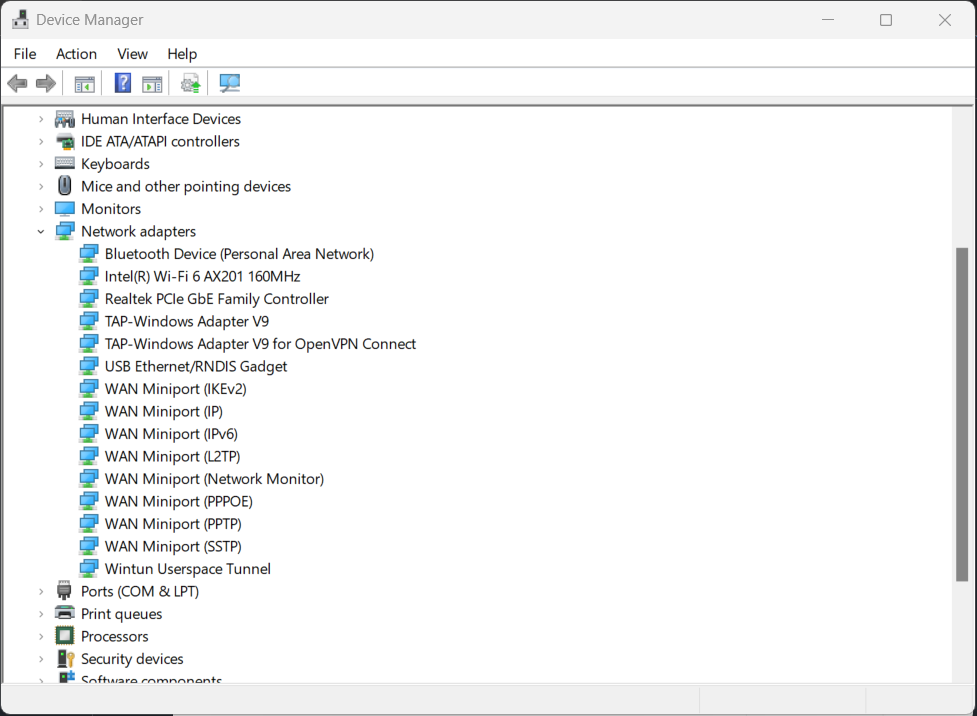 Device Manager
File Action View Help
Human Interface Devices
IDE ATA/ATAPI controllers
Keyboards
Mice and other pointing devices
Monitors
Network adapters
Bluetooth Device (Personal Area Network)
Intel(R) Wi-Fi 6 AX201 160MHz
Realtek PCIe GbE Family Controller
TAP-Windows Adapter V9
TAP-Windows Adapter V9 for OpenVPN Connect
USB Ethernet/RNDIS Gadget
WAN Miniport (IKEv2)
WAN Miniport (IP)
WAN Miniport (IPv6)
WAN Miniport (L2TP)
WAN Miniport (Network Monitor)
WAN Miniport (PPPOE)
WAN Miniport (PPTP)
WAN Miniport (SSTP)
Wintun Userspace Tunnel
Ports (COM & LPT)
Print queues
Processors
Security devices
Software components